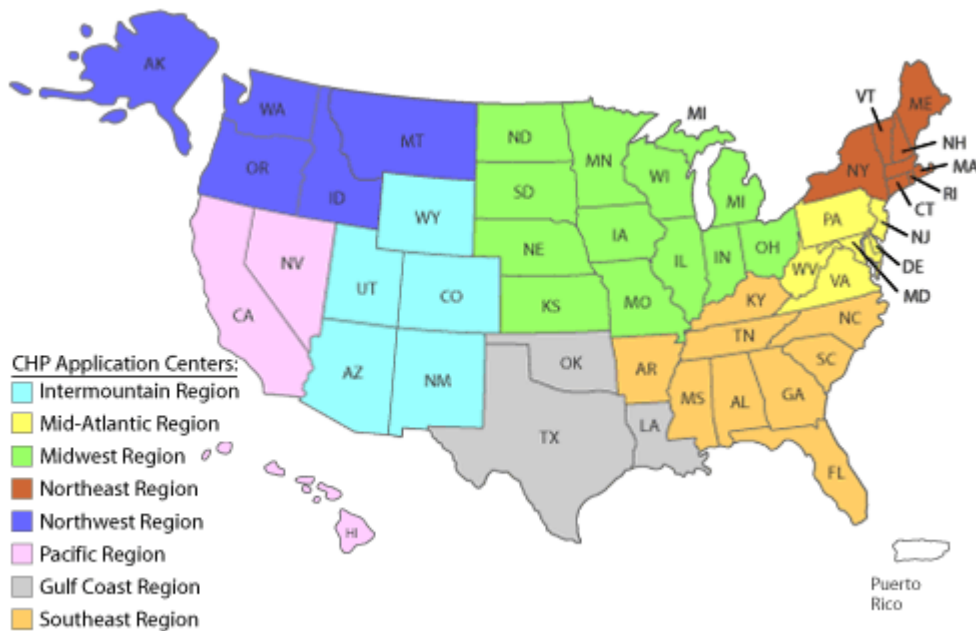 AK
WA
OR
ID
MT
WY
NV
CA
UT
CO
AZ
NM
ND
SD
NE
KS
MN
IA
MO
WI
IL
MI
MI
IN
OH
OK
TX
AR
LA
KY
TN
MS
AL
GA
NC
SC
FL
WV
VA
PA
NY
VT
ME
NH
MA
RI
CT
NJ
DE
MD
HI
CHP Application Centers:
Intermountain Region
Mid-Atlantic Region
Midwest Region
Northeast Region
Northwest Region
Pacific Region
Gulf Coast Region
Southeast Region
Puerto
Rico